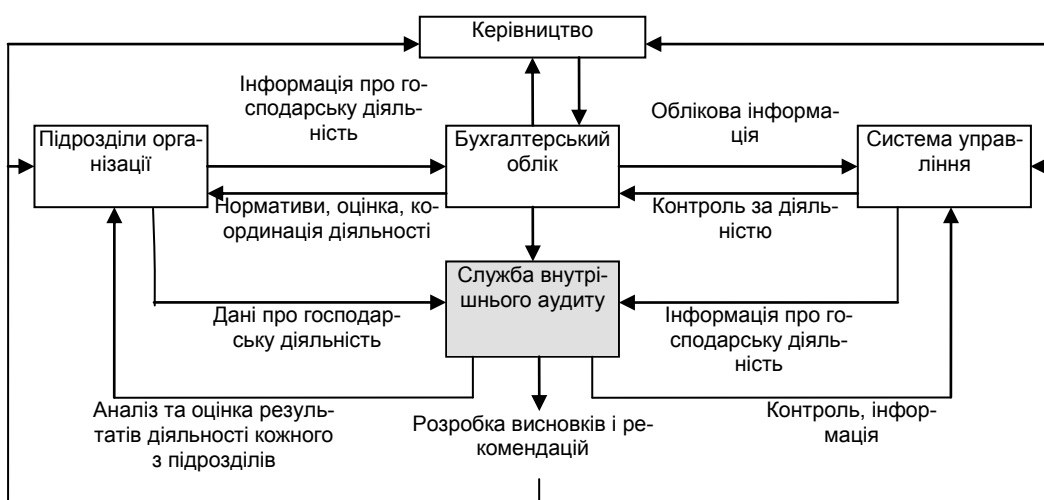 Керівництво
Інформація про го-
сподарську діяль-
ність
Облікова інформа-
ція
Підрозділи орга-
нізації
Бухгалтерський
облік
Система управ-
ління
Нормативи, оцінка, ко-
ординація діяльності
Контроль за діяль-
ністю
Служба внутрі-
шнього аудиту
Дані про господар-
ську діяльність
Інформація про го-
сподарську діяль-
ність
Аналіз та оцінка резуль-
татів діяльності кожного
з підрозділів
Розробка висновків і ре-
комендацій
Контроль, інфор-
мація